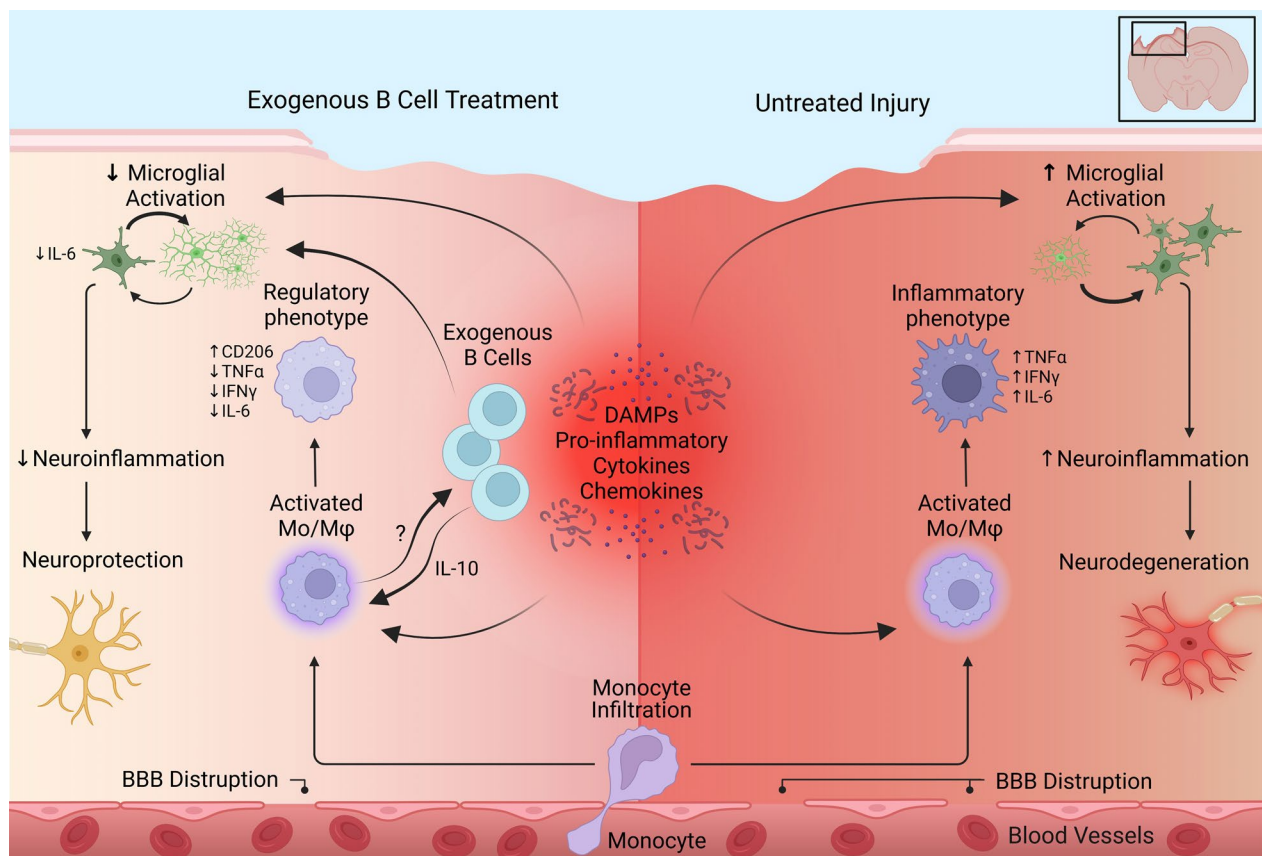 Exogenous B Cell Treatment
Untreated Injury
↓ Microglial
Activation
↓IL-6
Regulatory
phenotype
↑CD206
↓TNFα
↓IFNγ
↓IL-6
Exogenous
B Cells
↓Neuroinflammation
Activated
Mo/Mφ
?
IL-10
Neuroprotection
DAMPs
Pro-inflammatory
Cytokines
Chemokines
↑ Microglial
Activation
Inflammatory
phenotype
↑TNFα
↑IFNγ
↑IL-6
↑Neuroinflammation
Activated
Mo/Mφ
Neurodegeneration
Monocyte
Infiltration
BBB Distruption
BBB Distruption
Monocyte
Blood Vessels